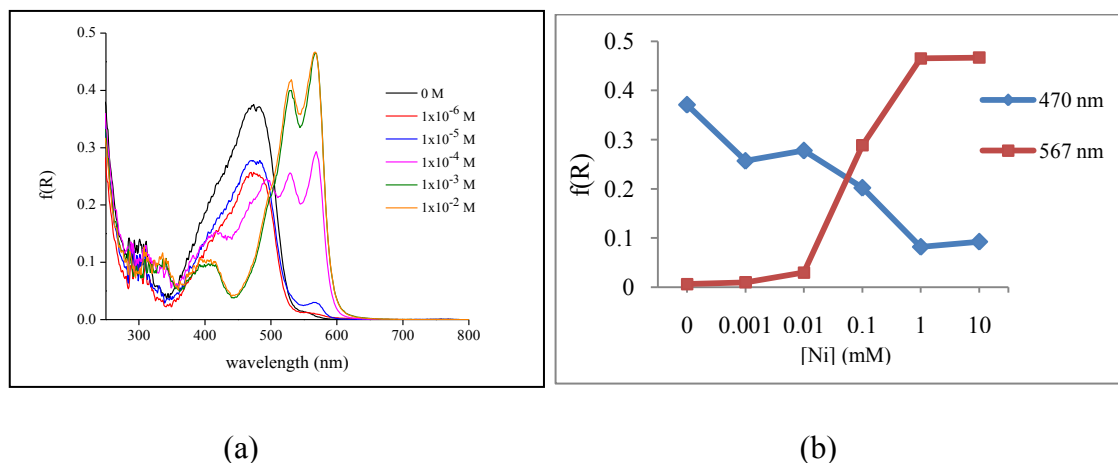 0.5
0.4
0.3
0.2
0.1
0.0
f(R)
300 400 500 600 700 800
wavelength (nm)
0 M
1x10⁻⁶ M
1x10⁻⁵ M
1x10⁻⁴ M
1x10⁻³ M
1x10⁻² M
(a)
0.5
0.4
0.3
0.2
0.1
0
f(R)
0 0.001 0.01 0.1 1 10
[Ni] (mM)
470 nm
567 nm
(b)